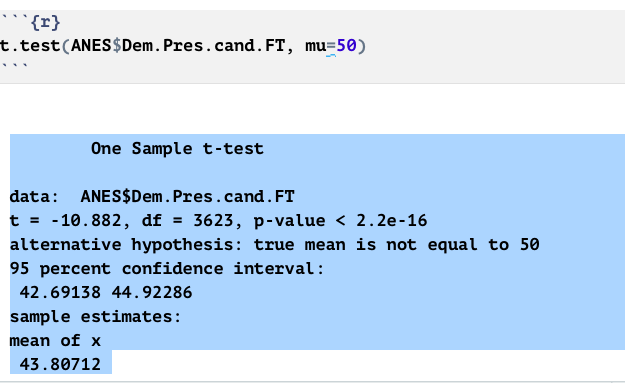 ```{r}
t.test(ANES$Dem.Pres.cand.FT, mu=50)
```
One Sample t-test
data:  ANES$Dem.Pres.cand.FT
t = -10.882, df = 3623, p-value < 2.2e-16
alternative hypothesis: true mean is not equal to 50
95 percent confidence interval:
42.69138 44.92286
sample estimates:
mean of x
43.80712